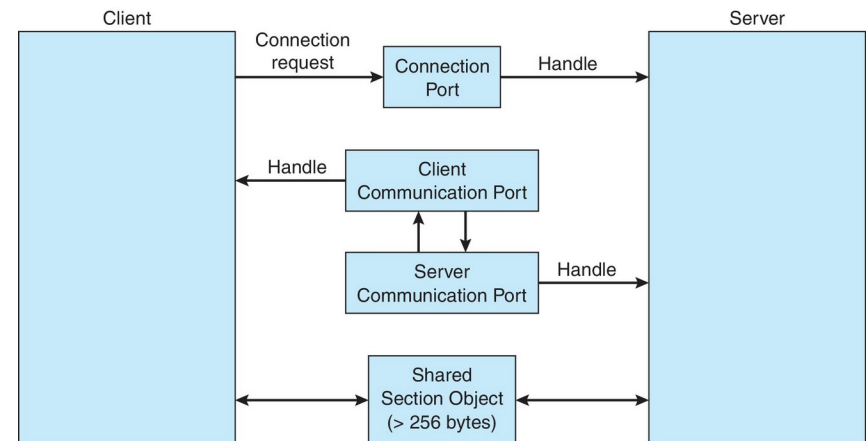 Client
Server
Connection
request
Connection
Port
Handle
Handle
Client
Communication Port
Server
Communication Port
Handle
Shared
Section Object
(> 256 bytes)